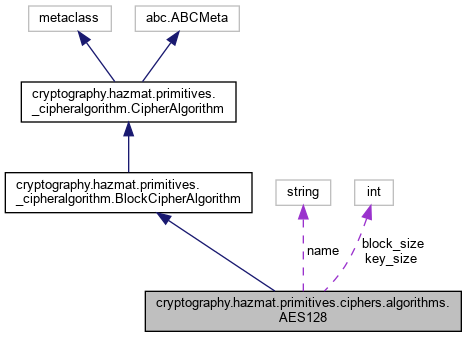 metaclass
abc.ABCMeta
cryptography.hazmat.primitives.
_cipheralgorithm.CipherAlgorithm
cryptography.hazmat.primitives.
_cipheralgorithm.BlockCipherAlgorithm
string
int
name
block_size
key_size
cryptography.hazmat.primitives.ciphers.algorithms.
AES128